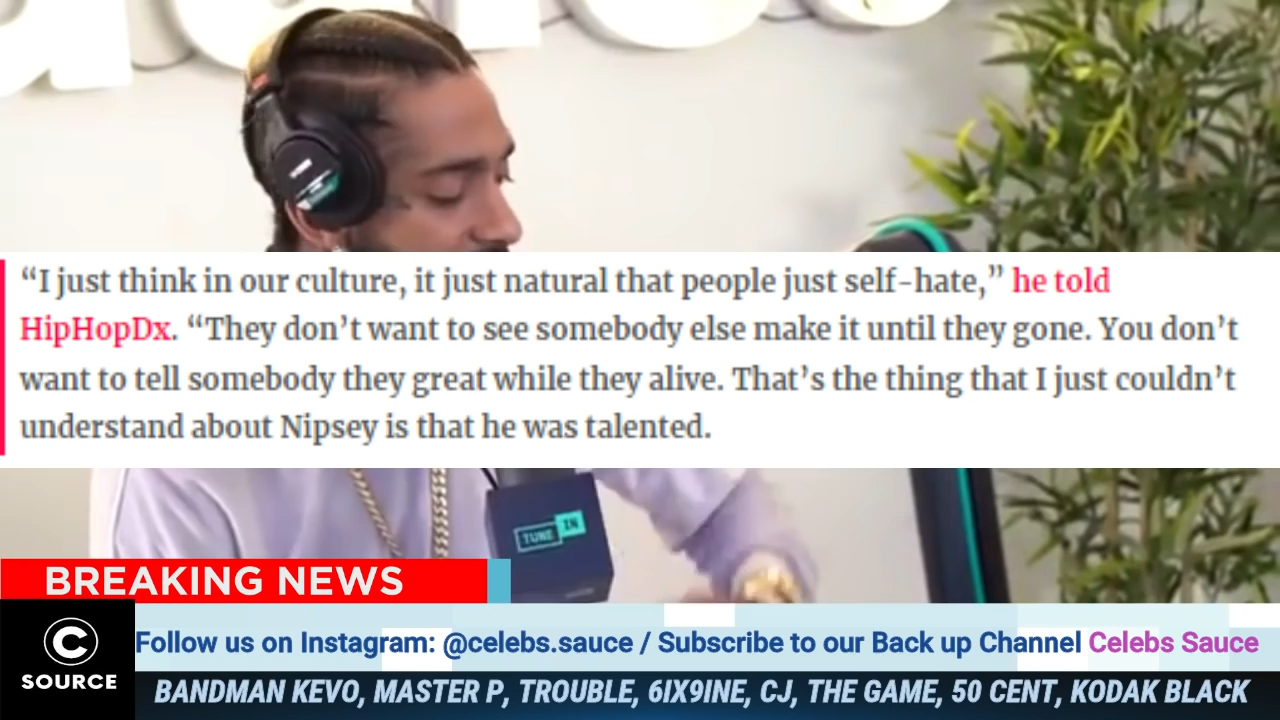 “I just think in our culture, it just natural that people just self-hate,” he told
HipHopDx. “They don’t want to see somebody else make it until they gone. You don’t
want to tell somebody they great while they alive. That’s the thing that I just couldn’t
understand about Nipsey is that he was talented.
TUNE IN
BREAKING NEWS
C
SOURCE
Follow us on Instagram: @celebs.sauce / Subscribe to our Back up Channel Celebs Sauce
BANDMAN KEVO, MASTER P, TROUBLE, 6IX9INE, CJ, THE GAME, 50 CENT, KODAK BLACK